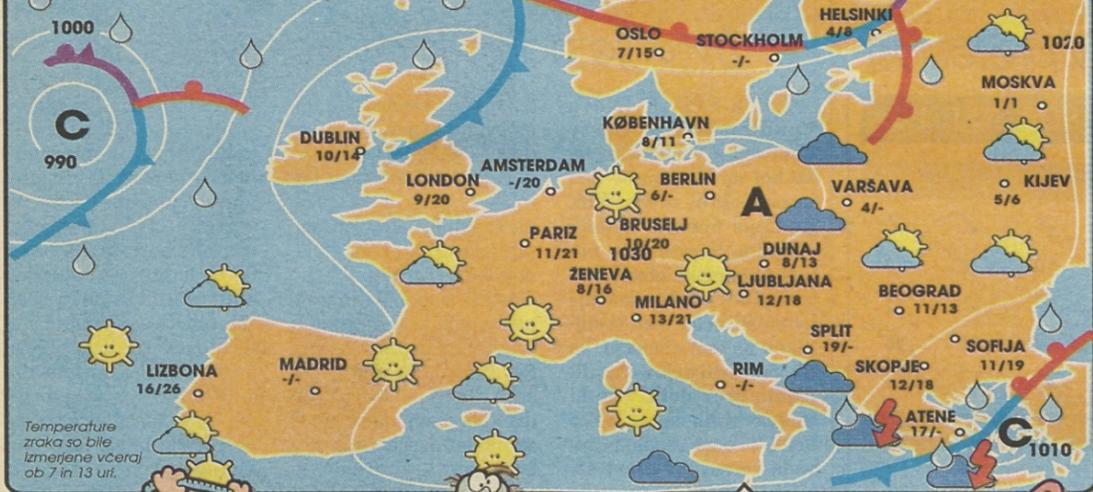 1000
C
990
HELSINKI
4/8
OSLO
7/15
STOCKHOLM
-/-
1020
MOSKVA
1/1
DUBLIN
10/14
KØBENHAVN
8/11
AMSTERDAM
-/20
LONDON
9/20
BERLIN
6/-
A
VARŠAVA
4/-
KIJEV
5/6
BRUSELJ
10/20
1030
PARIZ
11/21
DUNAJ
8/13
ŽENEVA
8/16
LJUBLJANA
12/18
MILANO
13/21
BEOGRAD
11/13
SPLIT
19/-
SOFIJA
11/19
SKOPJE
12/18
RIM
-/-
LIZBONA
16/26
MADRID
-/-
ATENE
17/-
C
1010
Temperature
zraka so bile
izmerjene včeraj
ob 7 in 13 uri.